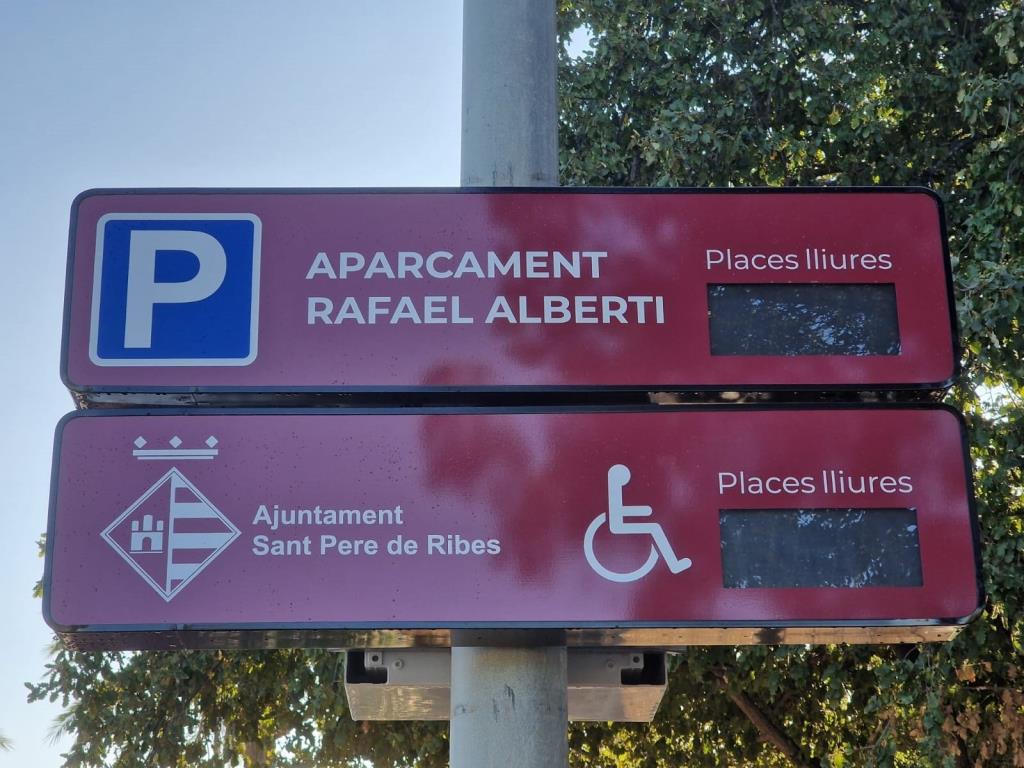 P
APARCAMENT
RAFAEL ALBERTI
Places lliures
Ajuntament
Sant Pere de Ribes
Places lliures